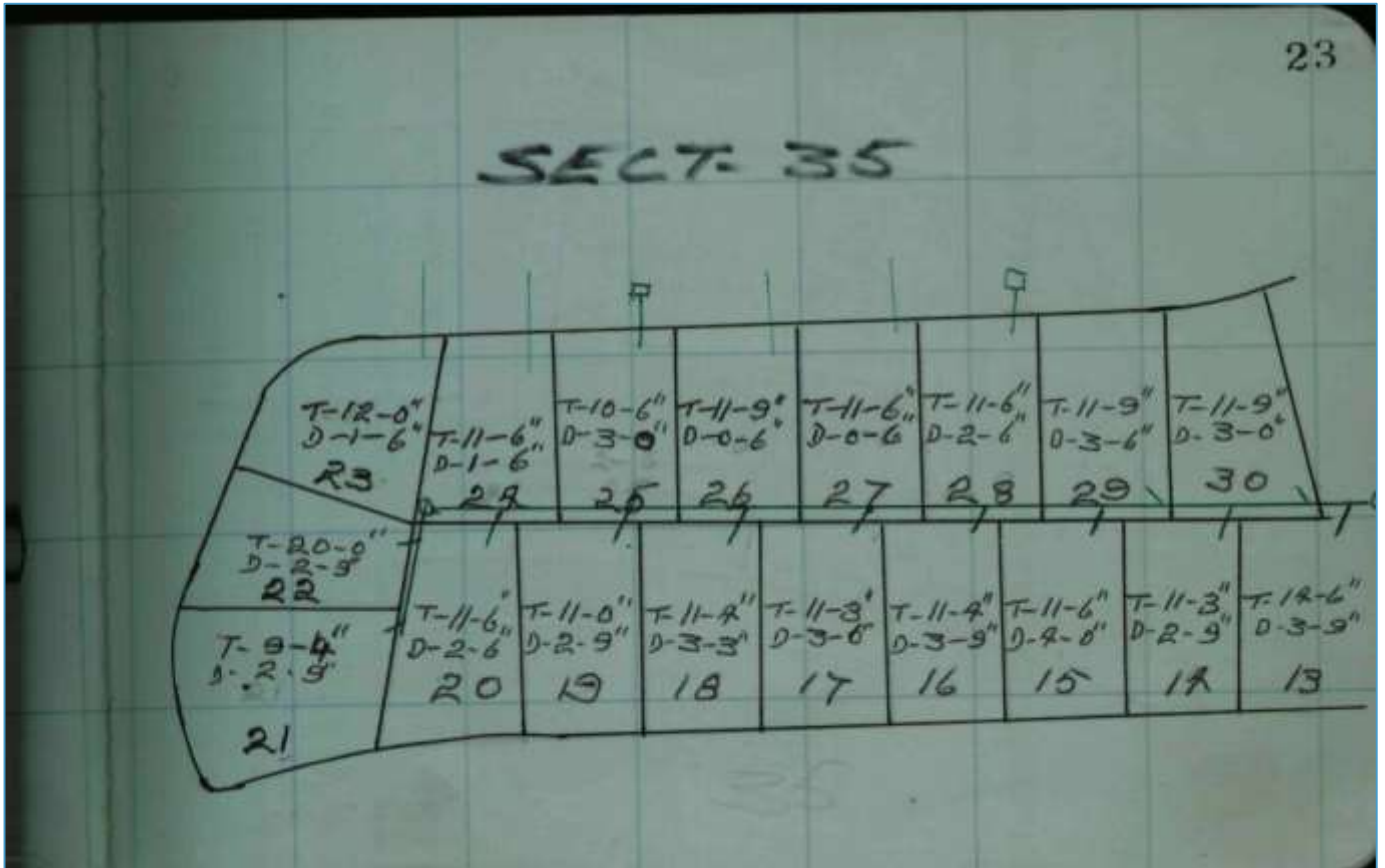 23
SECT- 35
T-12-0"
D-1-6"
23
T-11-6"
D-1-6"
24
T-10-6"
D-3-0"
25
T-11-9"
D-0-6"
26
T-11-6"
D-0-6"
27
T-11-6"
D-2-6"
28
T-11-9"
D-3-6"
29
T-11-9"
D-3-0"
30
T-20-0"
D-2-9"
22
T-9-4"
D-2-9"
21
T-11-6"
D-2-6"
20
T-11-0"
D-2-9"
19
T-11-4"
D-3-3"
18
T-11-3"
D-3-6"
17
T-11-4"
D-3-9"
16
T-11-6"
D-4-0"
15
T-11-3"
D-2-9"
14
T-14-6"
D-3-9"
13